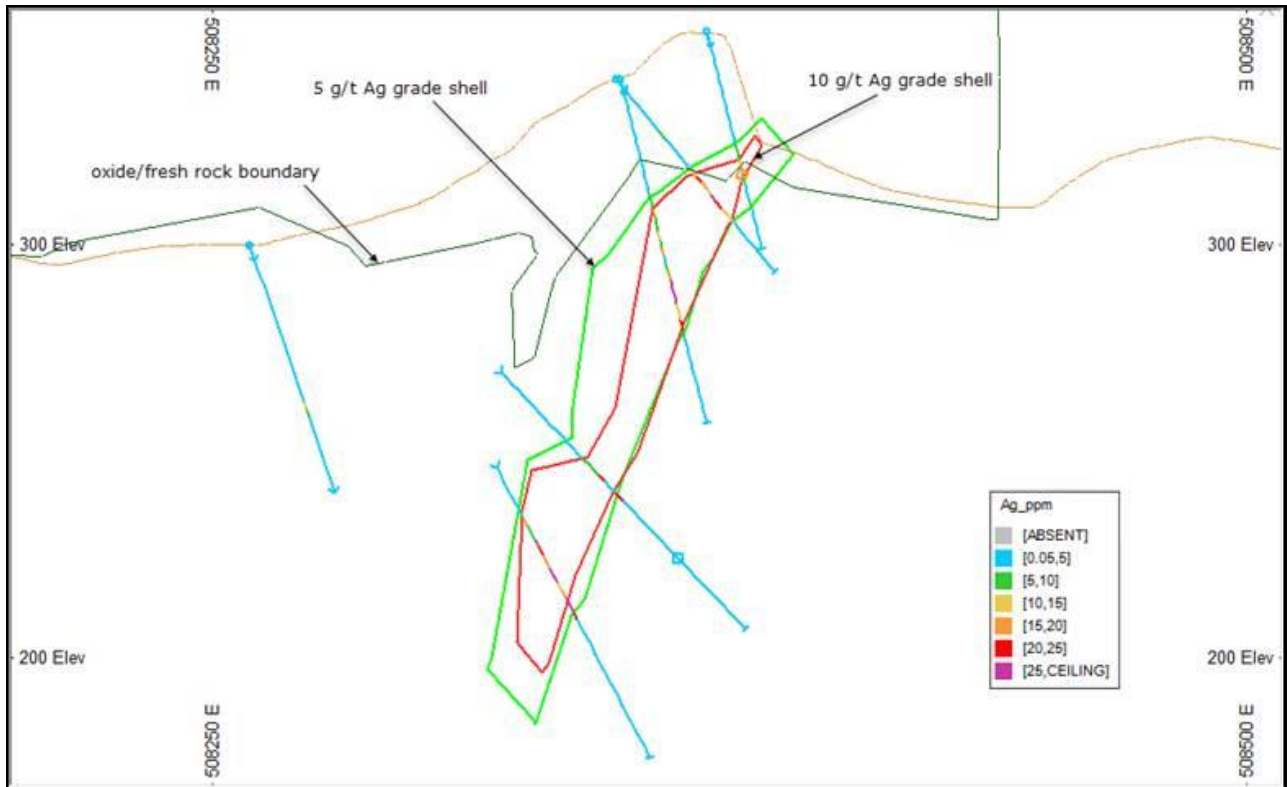 508250 E
508500 E
5 g/t Ag grade shell
10 g/t Ag grade shell
oxide/fresh rock boundary
300 Elev
300 Elev
Ag_ppm
[ABSENT]
[0.05,5]
[5,10]
[10,15]
[15,20]
[20,25]
[25,CEILING]
200 Elev
200 Elev
508250 E
508500 E